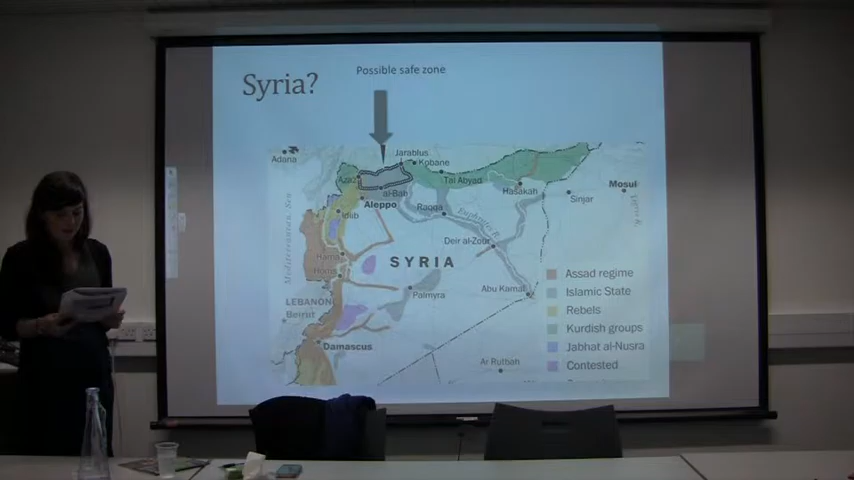 Syria?
Possible safe zone
Adana
Jarablus
Kobane
Azaz
Tal Abyad
al-Bab
Hasakah
Mosul
Sinjar
Aleppo
Raqqa
Idlib
Euphrates R.
Tigris R.
Mediterranean Sea
Deir al-Zour
Hama
SYRIA
Homs
Abu Kamal
Palmyra
LEBANON
Beirut
Damascus
Ar Rutbah
Assad regime
Islamic State
Rebels
Kurdish groups
Jabhat al-Nusra
Contested